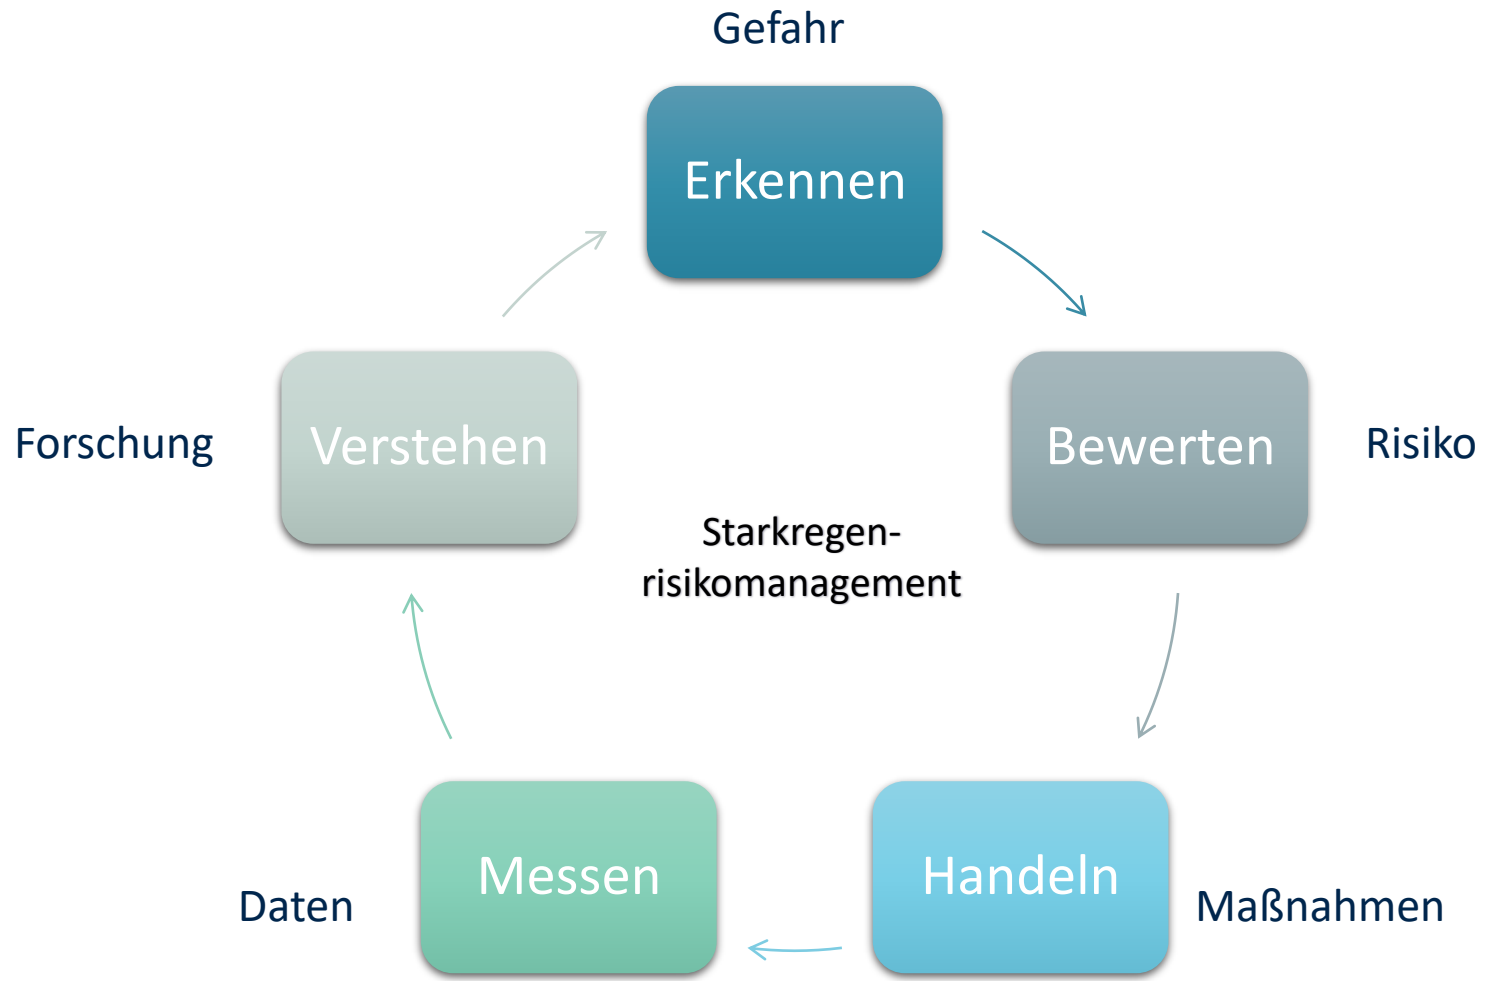 Gefahr
Erkennen
Forschung
Verstehen
Bewerten
Risiko
Starkregen-
risikomanagement
Messen
Handeln
Daten
Maßnahmen